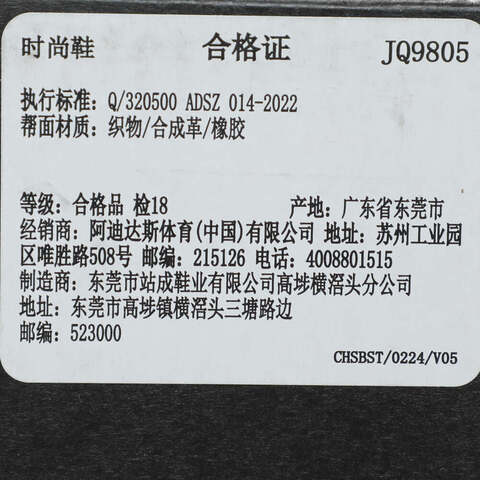 时尚鞋 合格证 JQ9805
执行标准: Q/320500 ADSZ 014-2022
帮面材质: 织物/合成革/橡胶
等级: 合格品 检18 产地: 广东省东莞市
经销商: 阿迪达斯体育(中国)有限公司 地址: 苏州工业园
区唯胜路508号 邮编: 215126 电话: 4008801515
制造商: 东莞市站成鞋业有限公司高埗横滘头分公司
地址: 东莞市高埗镇横滘头三塘路边
邮编: 523000
CHSBST/0224/V05